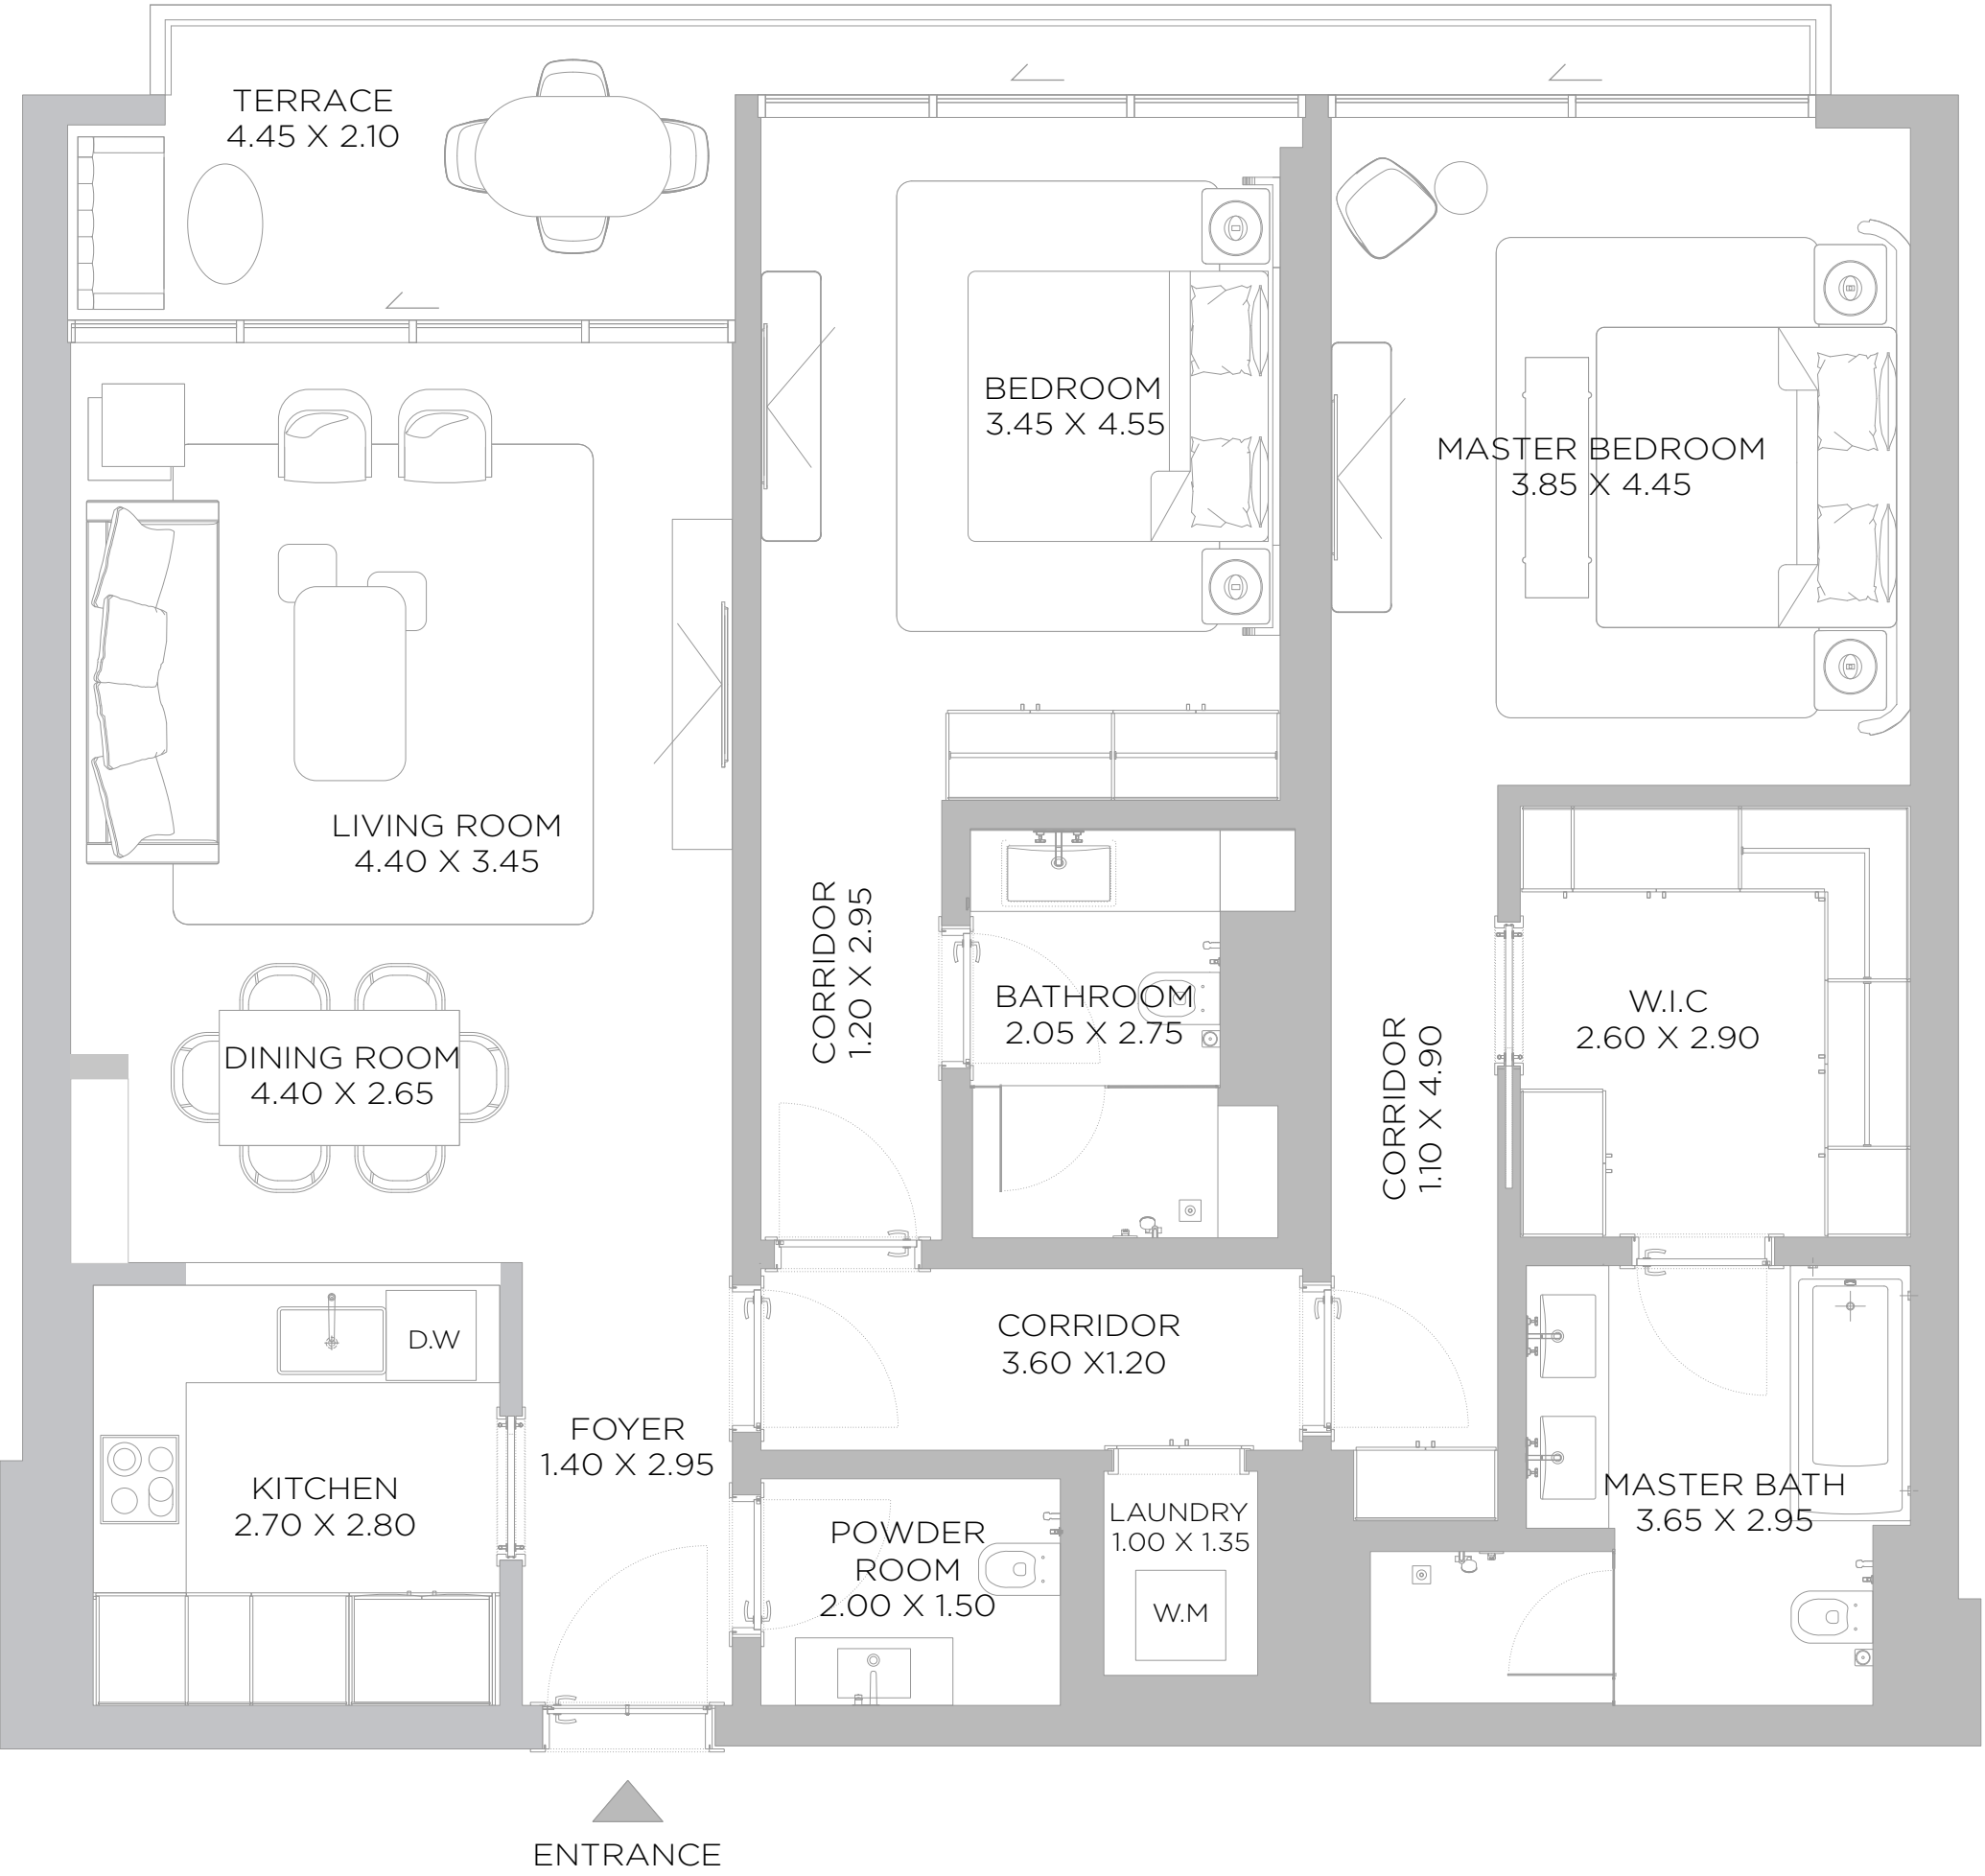 TERRACE
4.45 X 2.10
BEDROOM
3.45 X 4.55
MASTER BEDROOM
3.85 X 4.45
LIVING ROOM
4.40 X 3.45
CORRIDOR
1.20 X 2.95
BATHROOM
2.05 X 2.75
W.I.C
2.60 X 2.90
DINING ROOM
4.40 X 2.65
CORRIDOR
1.10 X 4.90
D.W
CORRIDOR
3.60 X1.20
FOYER
1.40 X 2.95
KITCHEN
2.70 X 2.80
POWDER
ROOM
2.00 X 1.50
LAUNDRY
1.00 X 1.35
W.M
MASTER BATH
3.65 X 2.95
ENTRANCE